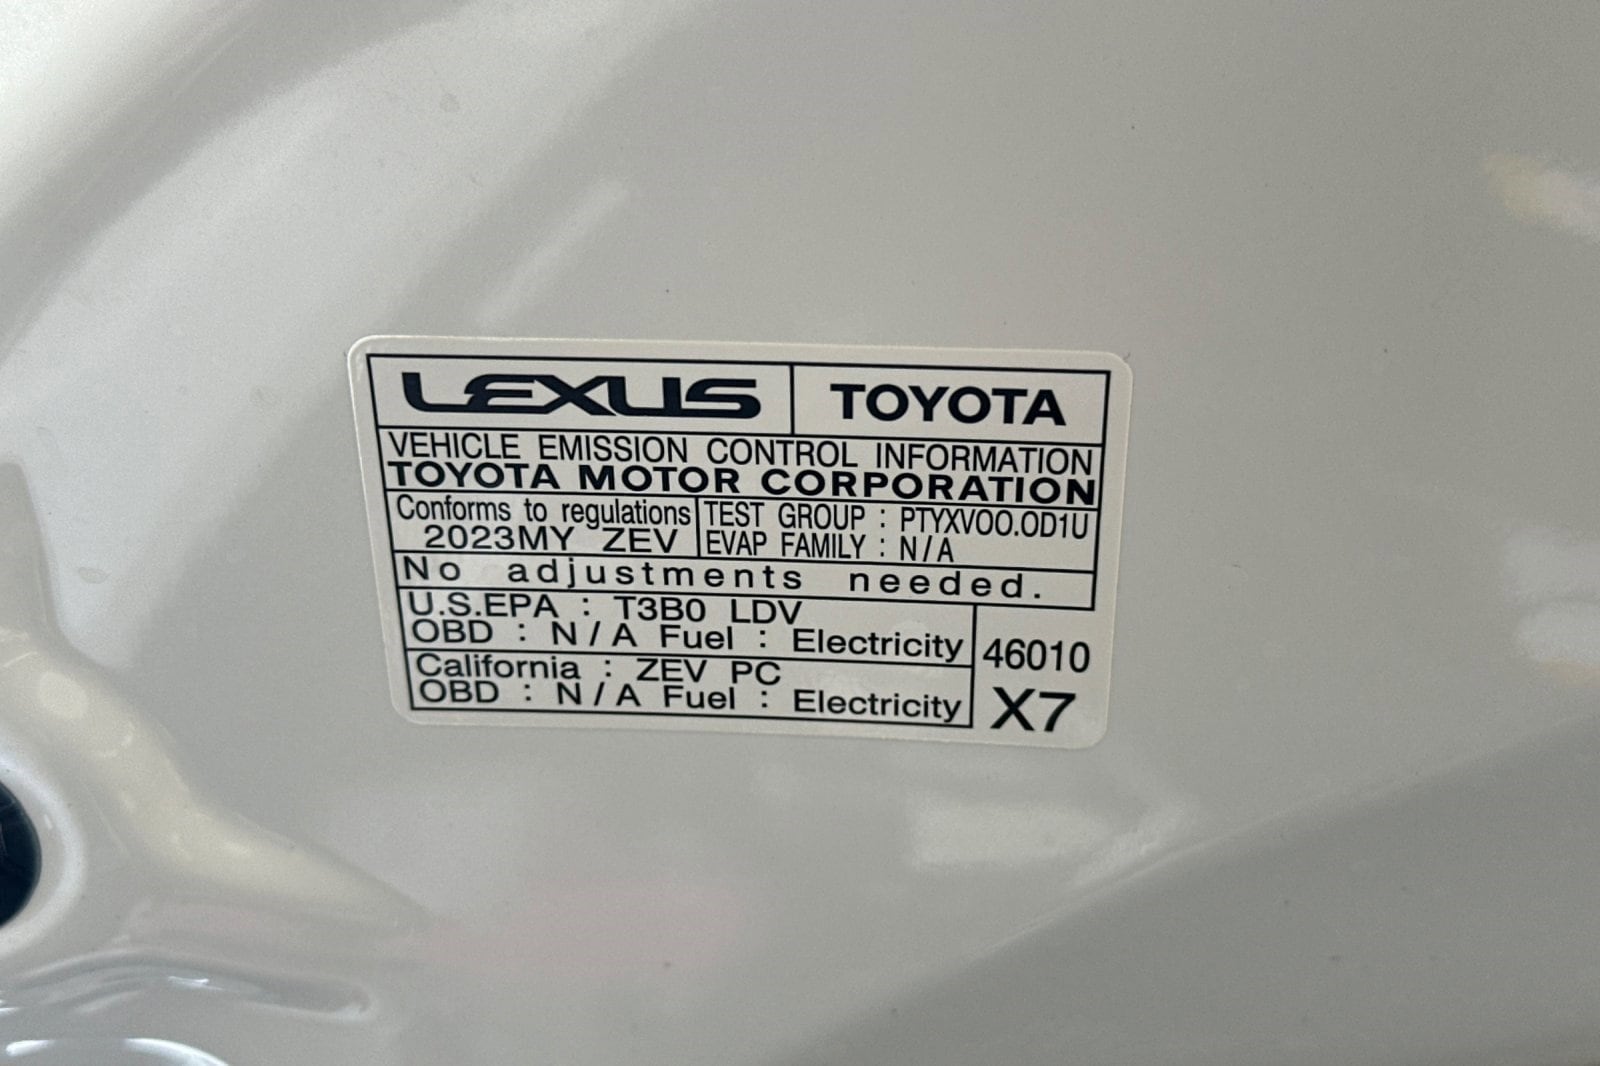 LEXUS TOYOTA
VEHICLE EMISSION CONTROL INFORMATION
TOYOTA MOTOR CORPORATION
Conforms to regulations
2023MY ZEV
TEST GROUP : PTYXV00.0D1U
EVAP FAMILY : N/A
No adjustments needed.
U.S.EPA : T3B0 LDV
OBD : N/A Fuel : Electricity
California : ZEV PC
OBD : N/A Fuel : Electricity
46010
X7